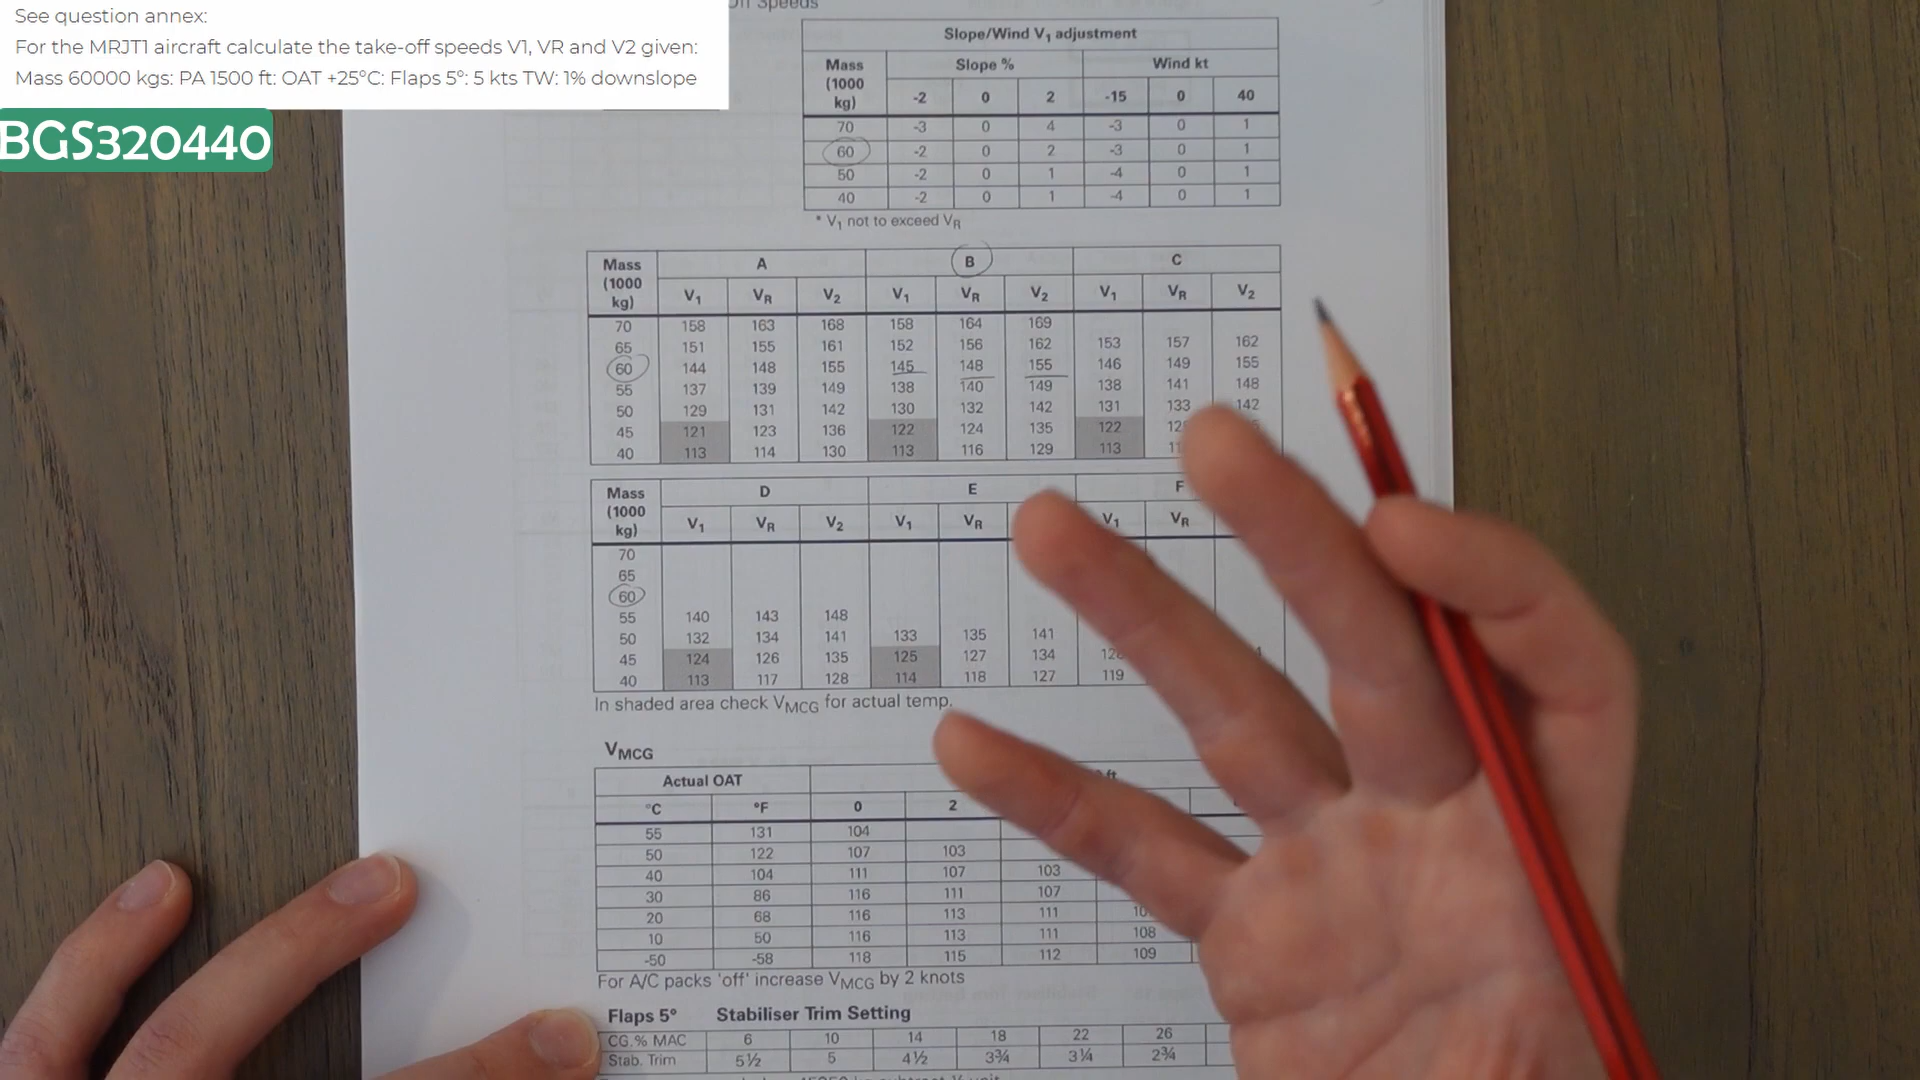 See question annex:
For the MRJT1 aircraft calculate the take-off speeds V1, VR and V2 given:
Mass 60000 kgs: PA 1500 ft: OAT +25°C: Flaps 5°: 5 kts TW: 1% downslope
BGS320440
Speeds
Slope/Wind V1 adjustment
Mass (1000 kg) Slope % Wind kt
-2 0 2 -15 0 40
70 -3 0 4 -3 0 1
60 -2 0 2 -3 0 1
50 -2 0 1 -4 0 1
40 -2 0 1 -4 0 1
* V1 not to exceed VR
Mass (1000 kg) A B C
V1 VR V2 V1 VR V2 V1 VR V2
70 158 163 168 158 164 169
65 151 155 161 152 156 162 153 157 162
60 144 148 155 145 148 155 146 149 155
55 137 139 149 138 140 149 138 141 148
50 129 131 142 130 132 142 131 133 142
45 121 123 136 122 124 135 122
40 113 114 130 113 116 129 113
Mass (1000 kg) D E F
V1 VR V2 V1 VR V1 VR
70
65
60
55 140 143 148
50 132 134 141 133 135 141
45 124 126 135 125 127 134
40 113 117 128 114 118 127 119
In shaded area check VMCG for actual temp.
VMCG
Actual OAT ft
°C °F 0 2
55 131 104
50 122 107 103
40 104 111 107 103
30 86 116 111 107
20 68 116 113 111
10 50 116 113 111 108
-50 -58 118 115 112 109
For A/C packs 'off' increase VMCG by 2 knots
Flaps 5° Stabiliser Trim Setting
CG.% MAC 6 10 14 18 22 26
Stab. Trim 5½ 5 4½ 3¾ 3¼ 2¾